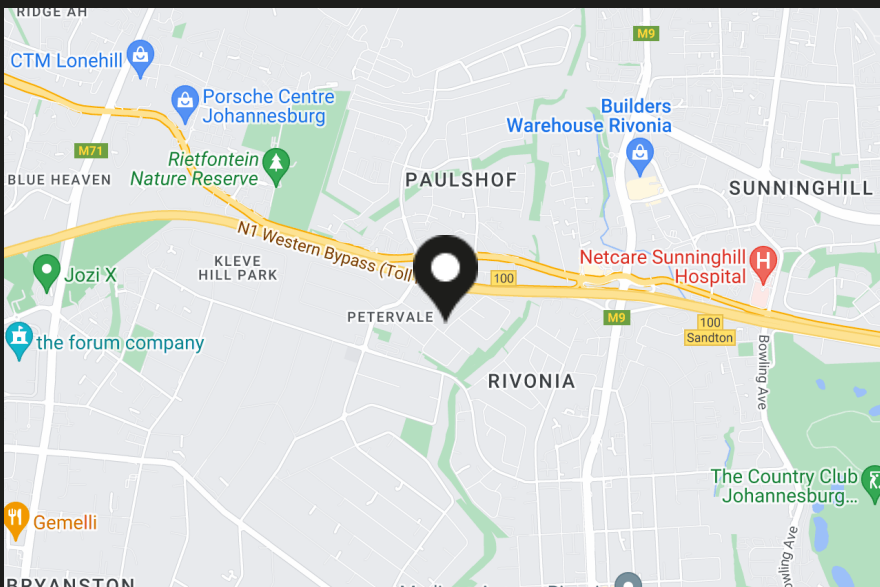 RIDGE AH
M9
CTM Lonehill
Porsche Centre
Johannesburg
Builders
Warehouse Rivonia
M71
Rietfontein
Nature Reserve
BLUE HEAVEN
PAULSHOF
SUNNINGHILL
N1 Western Bypass (Toll
KLEVE
HILL PARK
Jozi X
Netcare Sunninghill
Hospital
100
PETERVALE
M9
100
Sandton
the forum company
Bowling Ave
RIVONIA
The Country Club
Johannesburg...
Gemelli
BRYANSTON